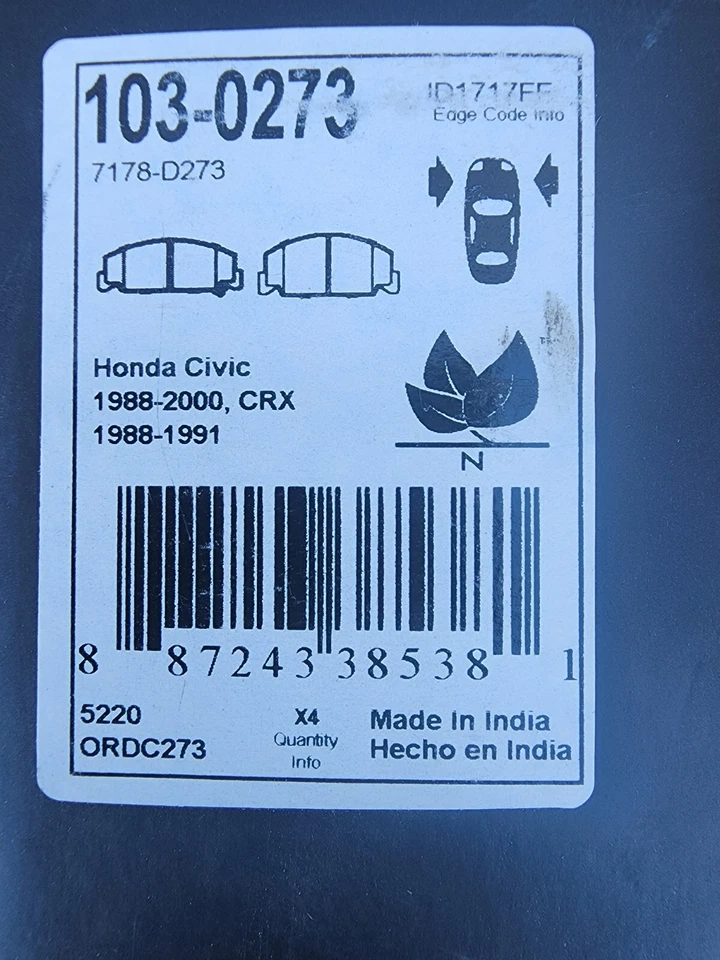 103-0273
ID1717FF
Edge Code Info
7178-D273
Honda Civic
1988-2000, CRX
1988-1991
N
8 87243 38538 1
5220
ORDC273
X4
Quantity
Info
Made In India
Hecho en India